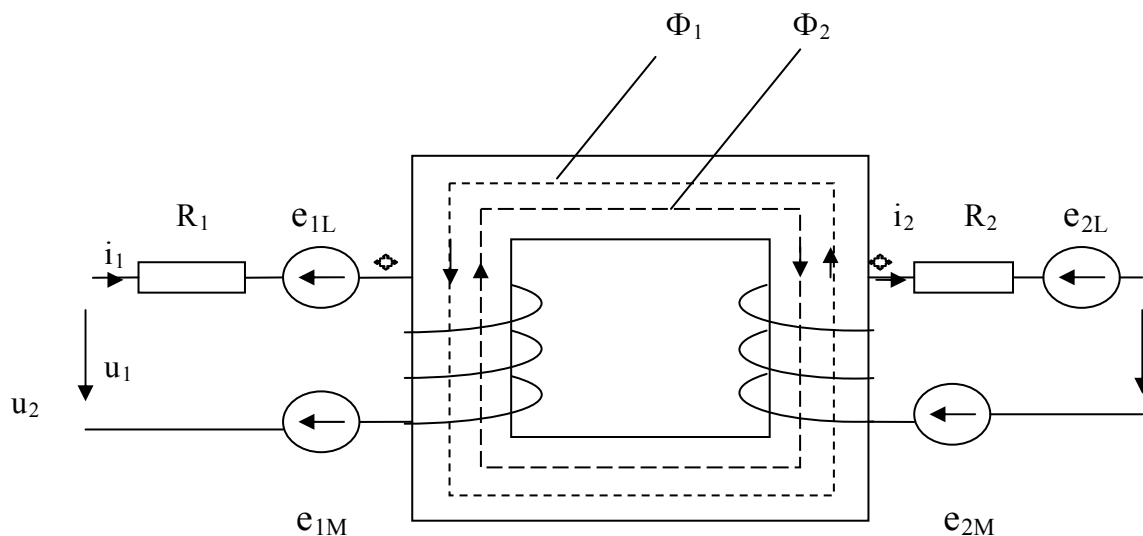 Φ₁ Φ₂
R₁ e₁L i₂ R₂ e₂L
i₁
u₁
u₂
e₁M e₂M